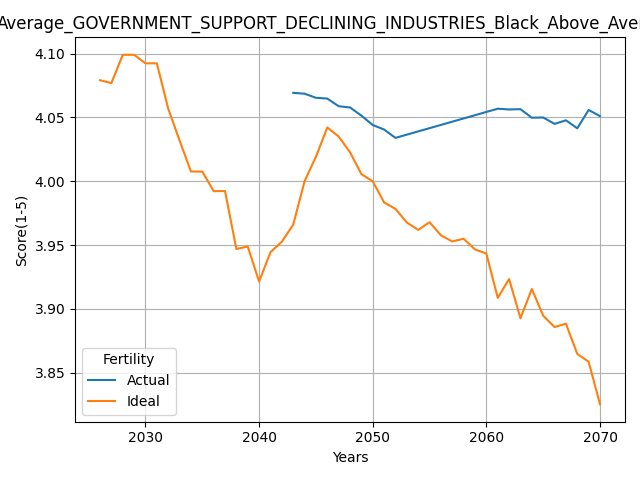 Average_GOVERNMENT_SUPPORT_DECLINING_INDUSTRIES_Black_Above_Aver
4.10
4.05
4.00
3.95
3.90
3.85
Score(1-5)
Fertility
Actual
Ideal
2030
2040
2050
2060
2070
Years